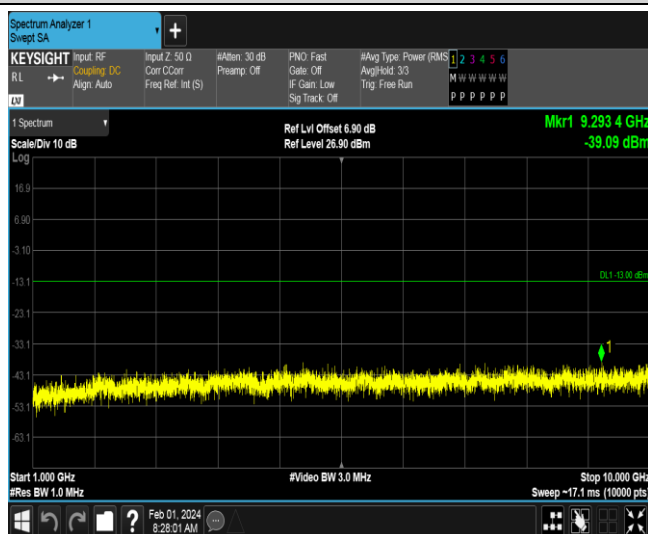 Spectrum Analyzer 1
Swept SA
+
KEYSIGHT
RL
LXI
Input: RF
Coupling: DC
Align: Auto
Input Z: 50 Ω
Corr CCorr
Freq Ref: Int (S)
#Atten: 30 dB
Preamp: Off
PNO: Fast
Gate: Off
IF Gain: Low
Sig Track: Off
#Avg Type: Power (RMS
Avg|Hold: 3/3
Trig: Free Run
1 2 3 4 5 6
M W W W W W
P P P P P P
1 Spectrum
Scale/Div 10 dB
Log
Ref Lvl Offset 6.90 dB
Ref Level 26.90 dBm
Mkr1 9.293 4 GHz
-39.09 dBm
16.9
6.90
-3.10
-13.1
DL1 -13.00 dBm
-23.1
-33.1
1
-43.1
-53.1
-63.1
Start 1.000 GHz
#Res BW 1.0 MHz
#Video BW 3.0 MHz
Stop 10.000 GHz
Sweep ~17.1 ms (10000 pts)
?
Feb 01, 2024
8:28:01 AM